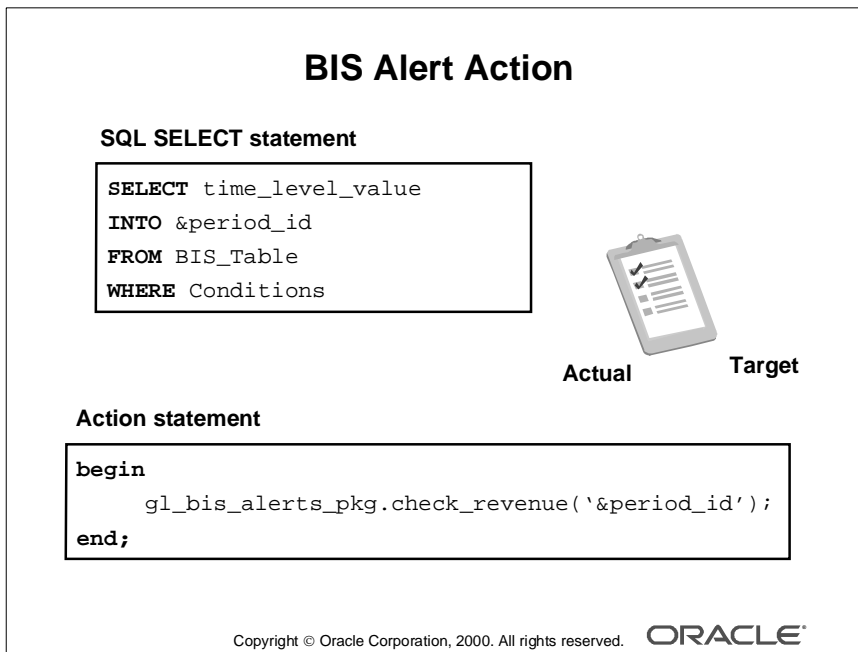 BIS Alert Action
SQL SELECT statement
SELECT time_level_value
INTO &period_id
FROM BIS_Table
WHERE Conditions
Actual
Target
Action statement
begin
gl_bis_alerts_pkg.check_revenue(‘&period_id’);
end;
Copyright © Oracle Corporation, 2000. All rights reserved.
ORACLE®